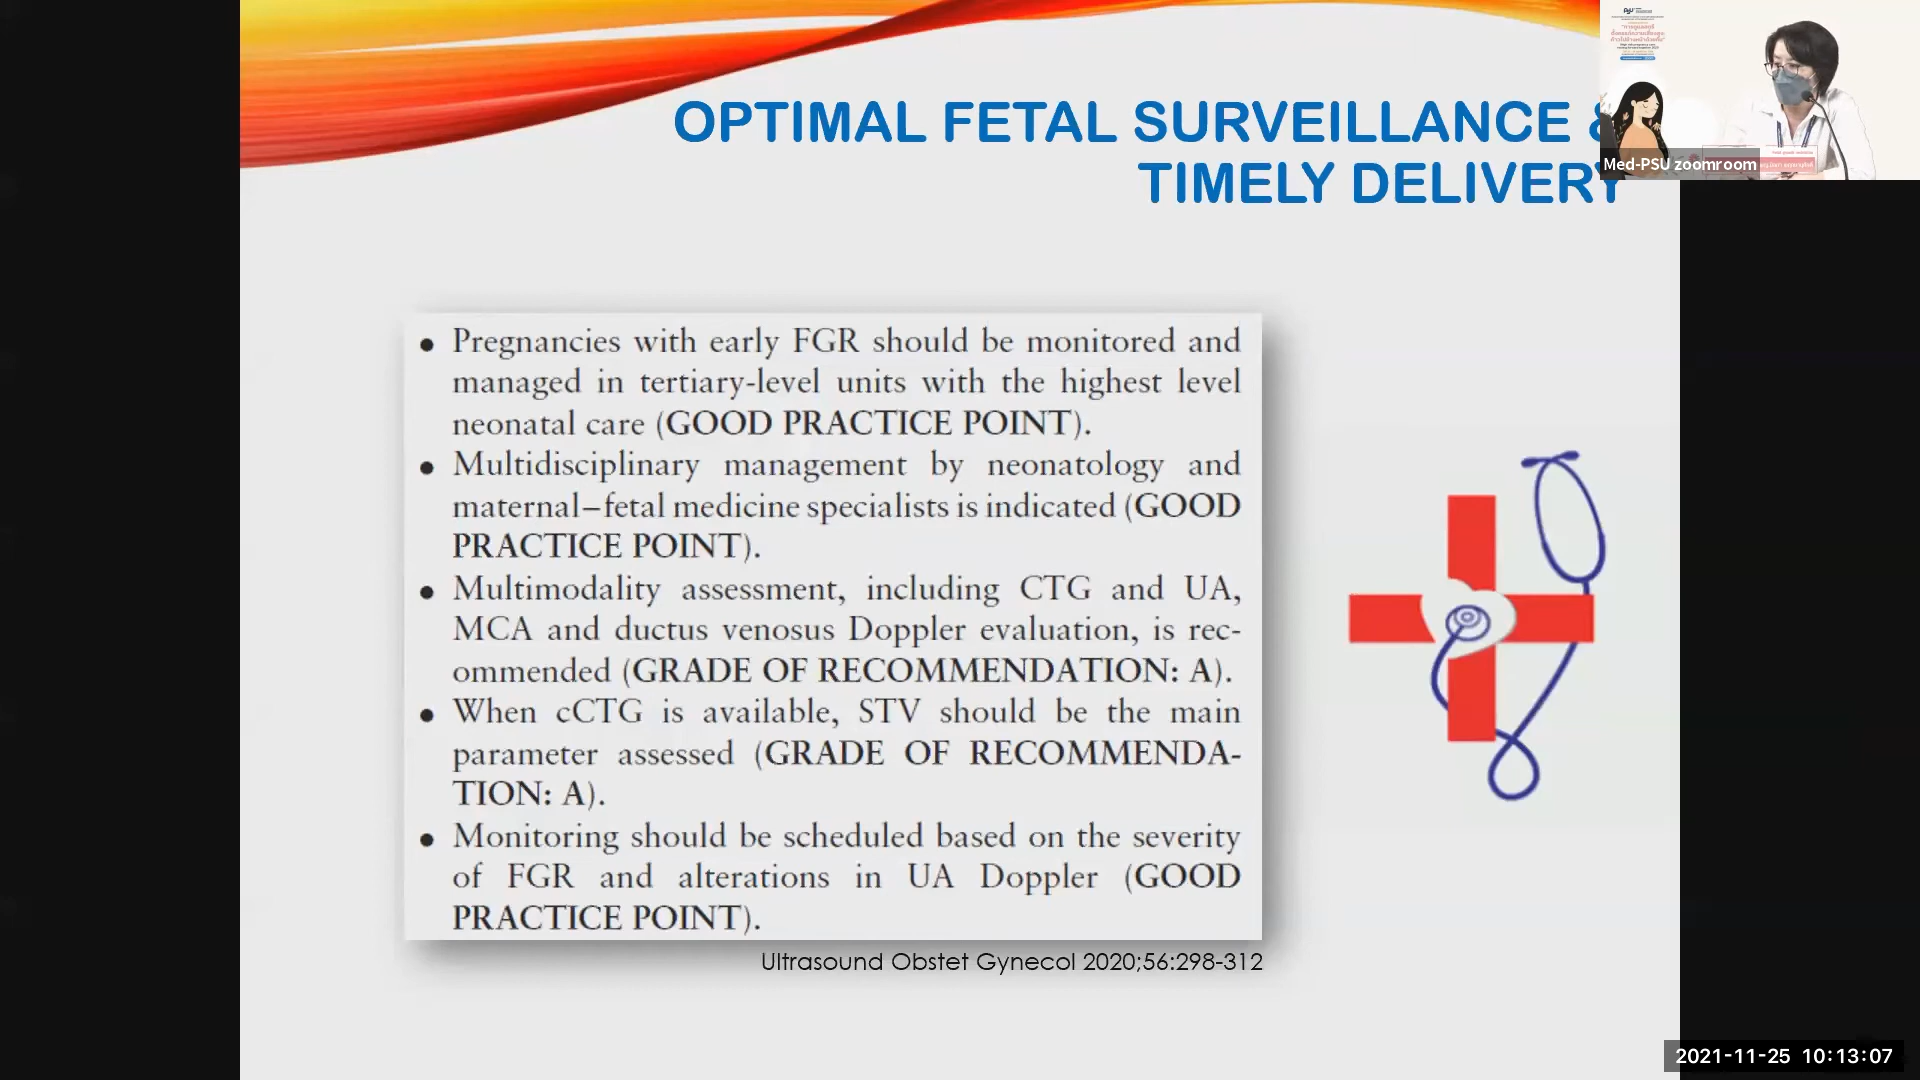 OPTIMAL FETAL SURVEILLANCE &
TIMELY DELIVERY
• Pregnancies with early FGR should be monitored and
managed in tertiary-level units with the highest level
neonatal care (GOOD PRACTICE POINT).
• Multidisciplinary management by neonatology and
maternal–fetal medicine specialists is indicated (GOOD
PRACTICE POINT).
• Multimodality assessment, including CTG and UA,
MCA and ductus venosus Doppler evaluation, is rec-
ommended (GRADE OF RECOMMENDATION: A).
• When cCTG is available, STV should be the main
parameter assessed (GRADE OF RECOMMENDA-
TION: A).
• Monitoring should be scheduled based on the severity
of FGR and alterations in UA Doppler (GOOD
PRACTICE POINT).
Ultrasound Obstet Gynecol 2020;56:298-312
Med-PSU zoomroom
2021-11-25 10:13:07